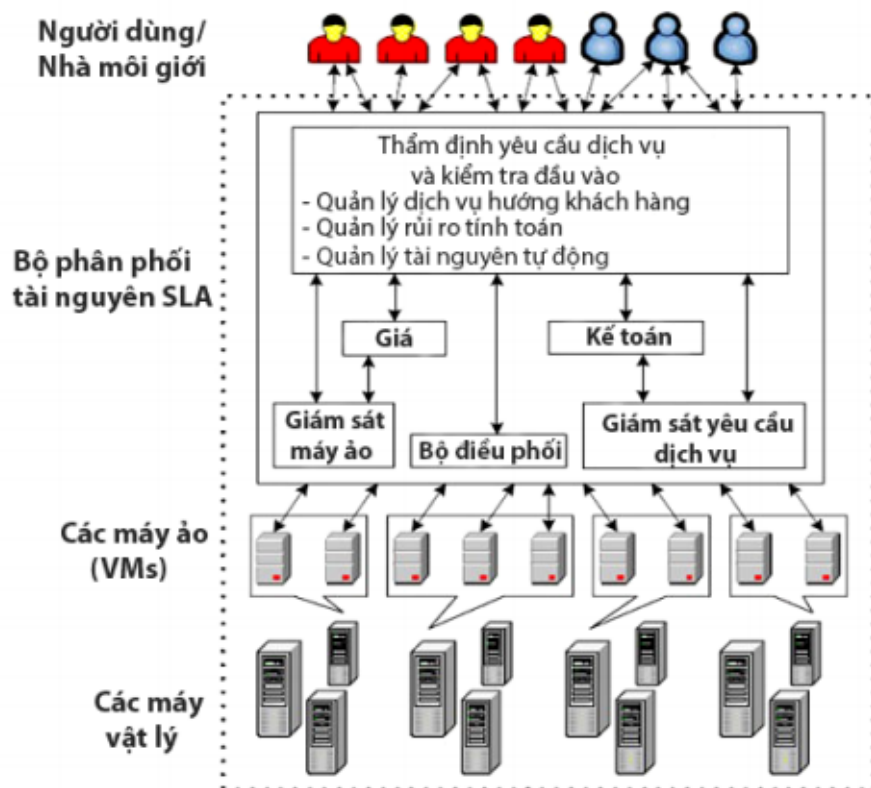 Người dùng/
Nhà môi giới
Thẩm định yêu cầu dịch vụ
và kiểm tra đầu vào
- Quản lý dịch vụ hướng khách hàng
- Quản lý rủi ro tính toán
- Quản lý tài nguyên tự động
Bộ phân phối
tài nguyên SLA
Giá
Kế toán
Giám sát
máy ảo
Bộ điều phối
Giám sát yêu cầu
dịch vụ
Các máy ảo
(VMs)
Các máy
vật lý